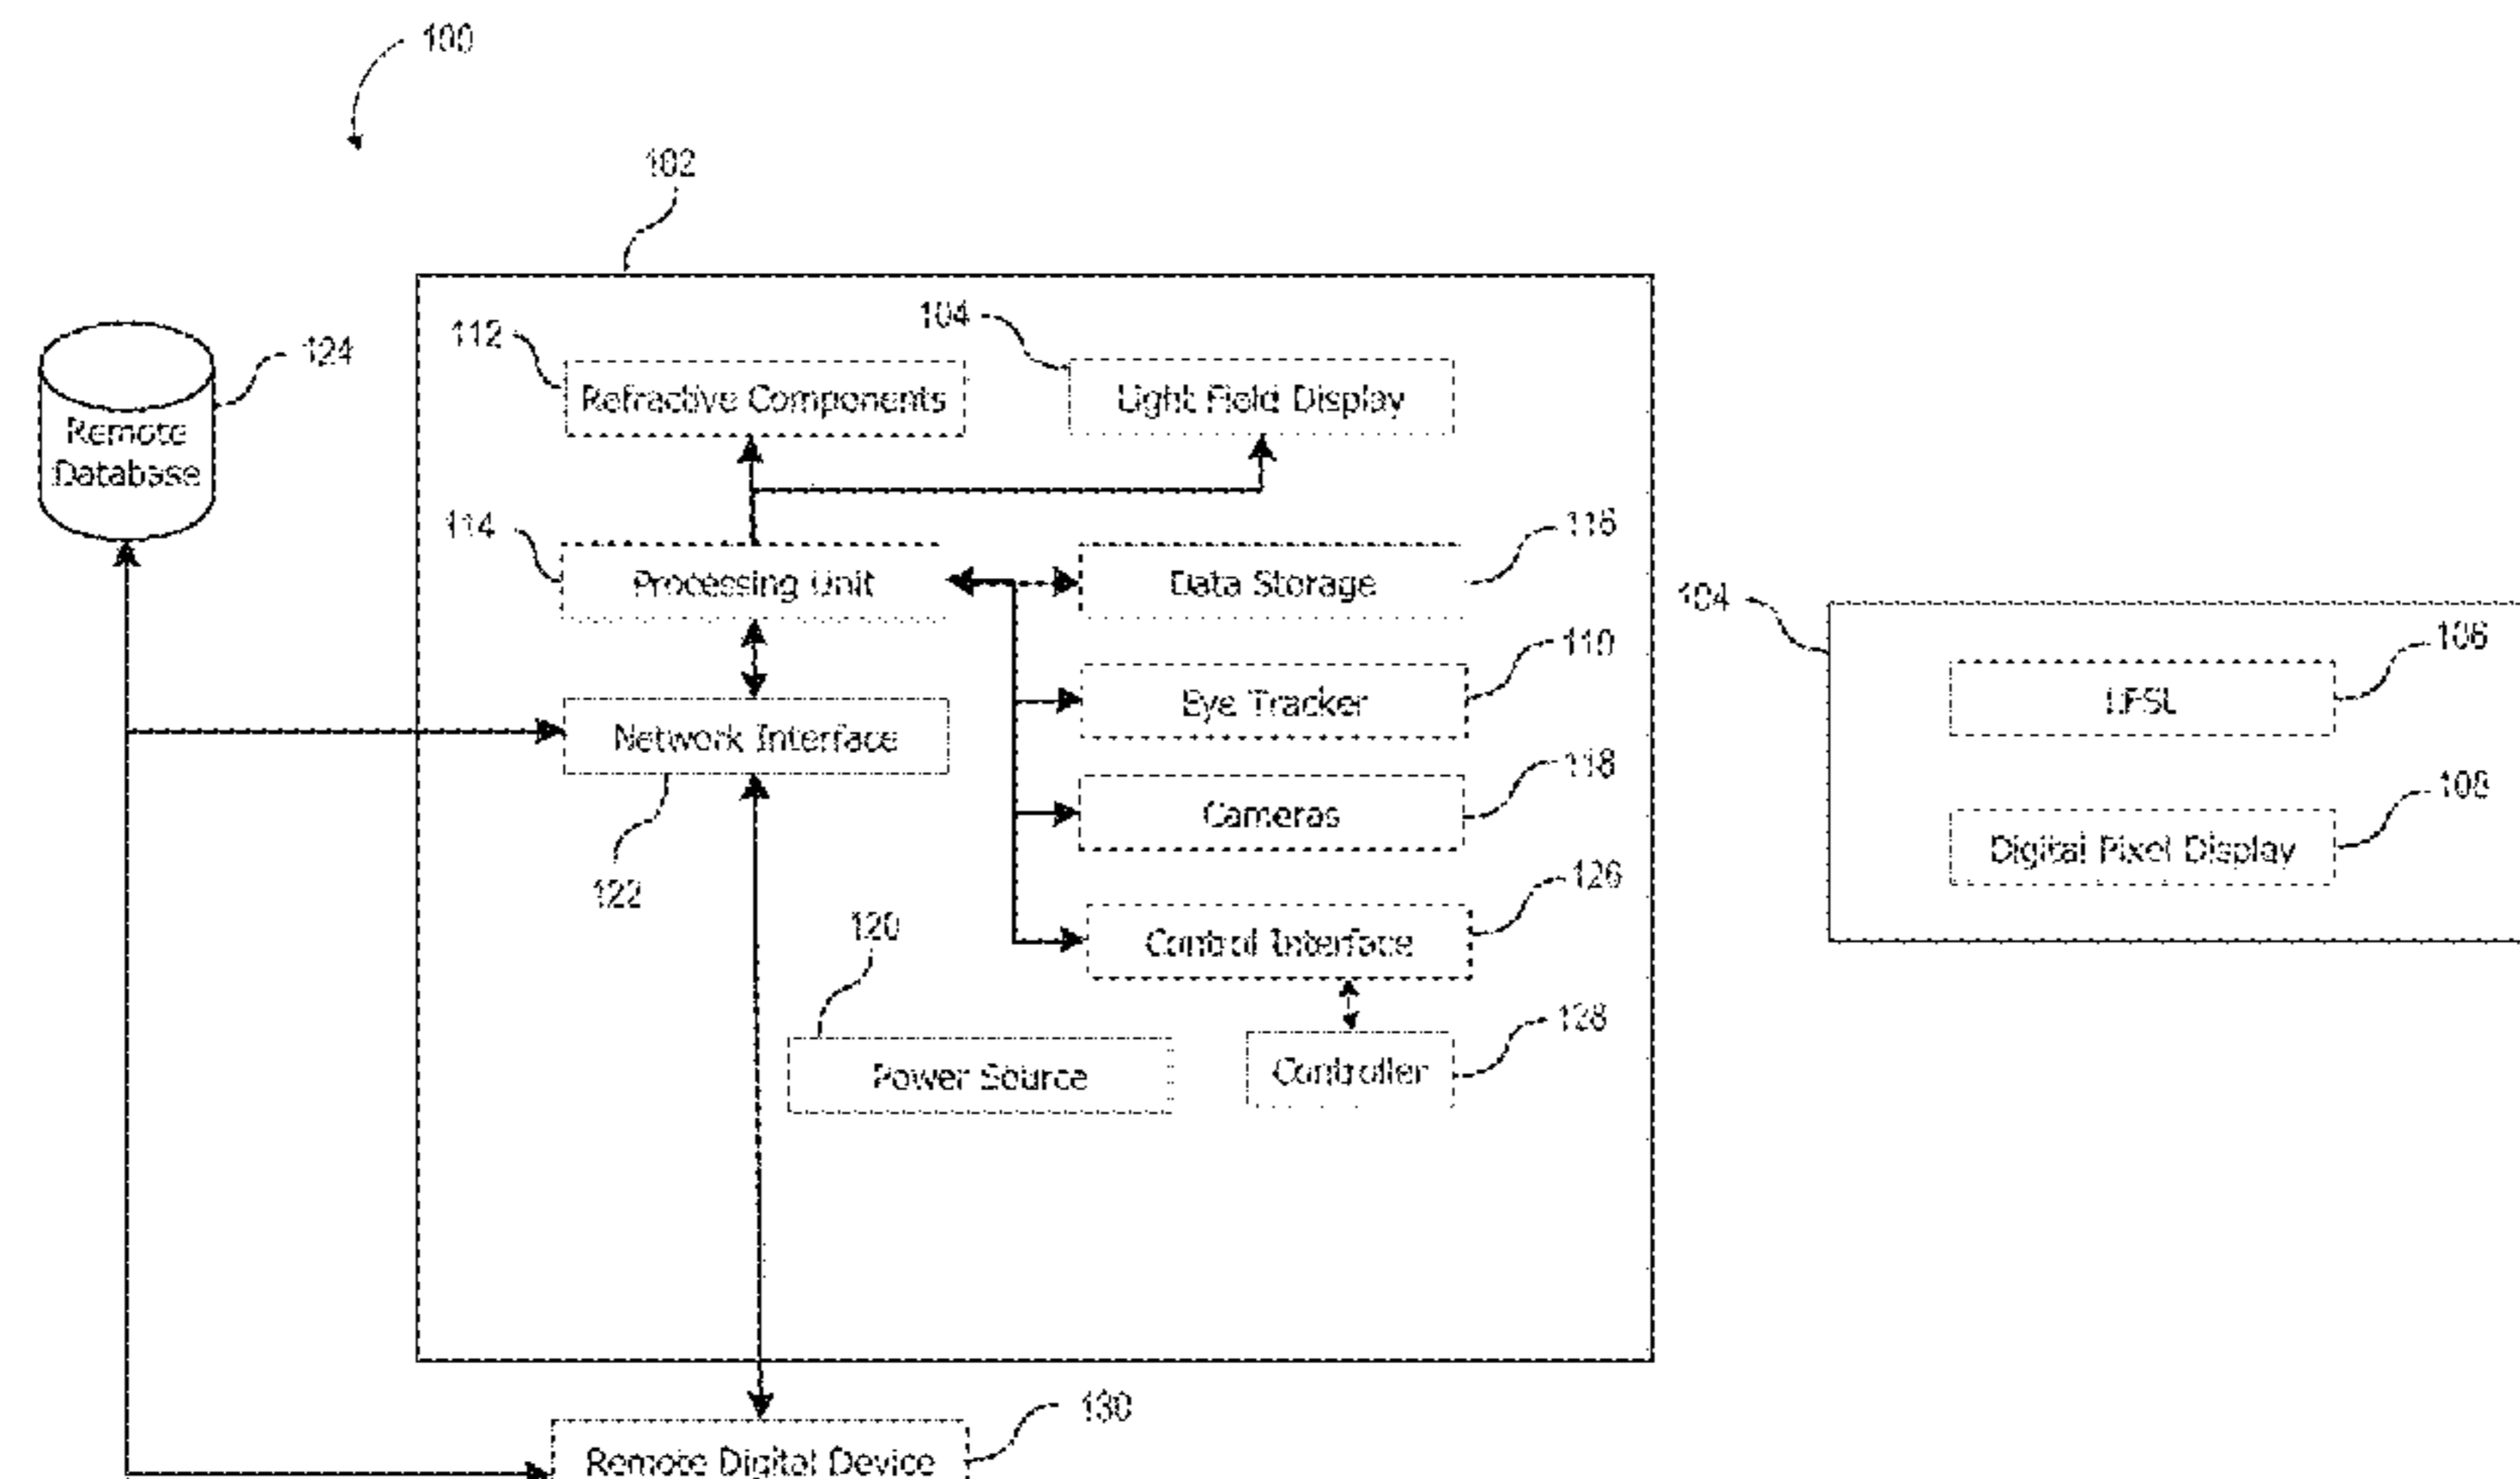 100
102
104
112
124
Refractive Components
Light Field Display
Remote
Database
114
116
Processing Unit
Data Storage
104
110
106
Eye Tracker
LFSL
Network Interface
118
108
Cameras
Digital Pixel Display
122
126
120
Control Interface
128
Power Source
Controller
130
Remote Digital Device